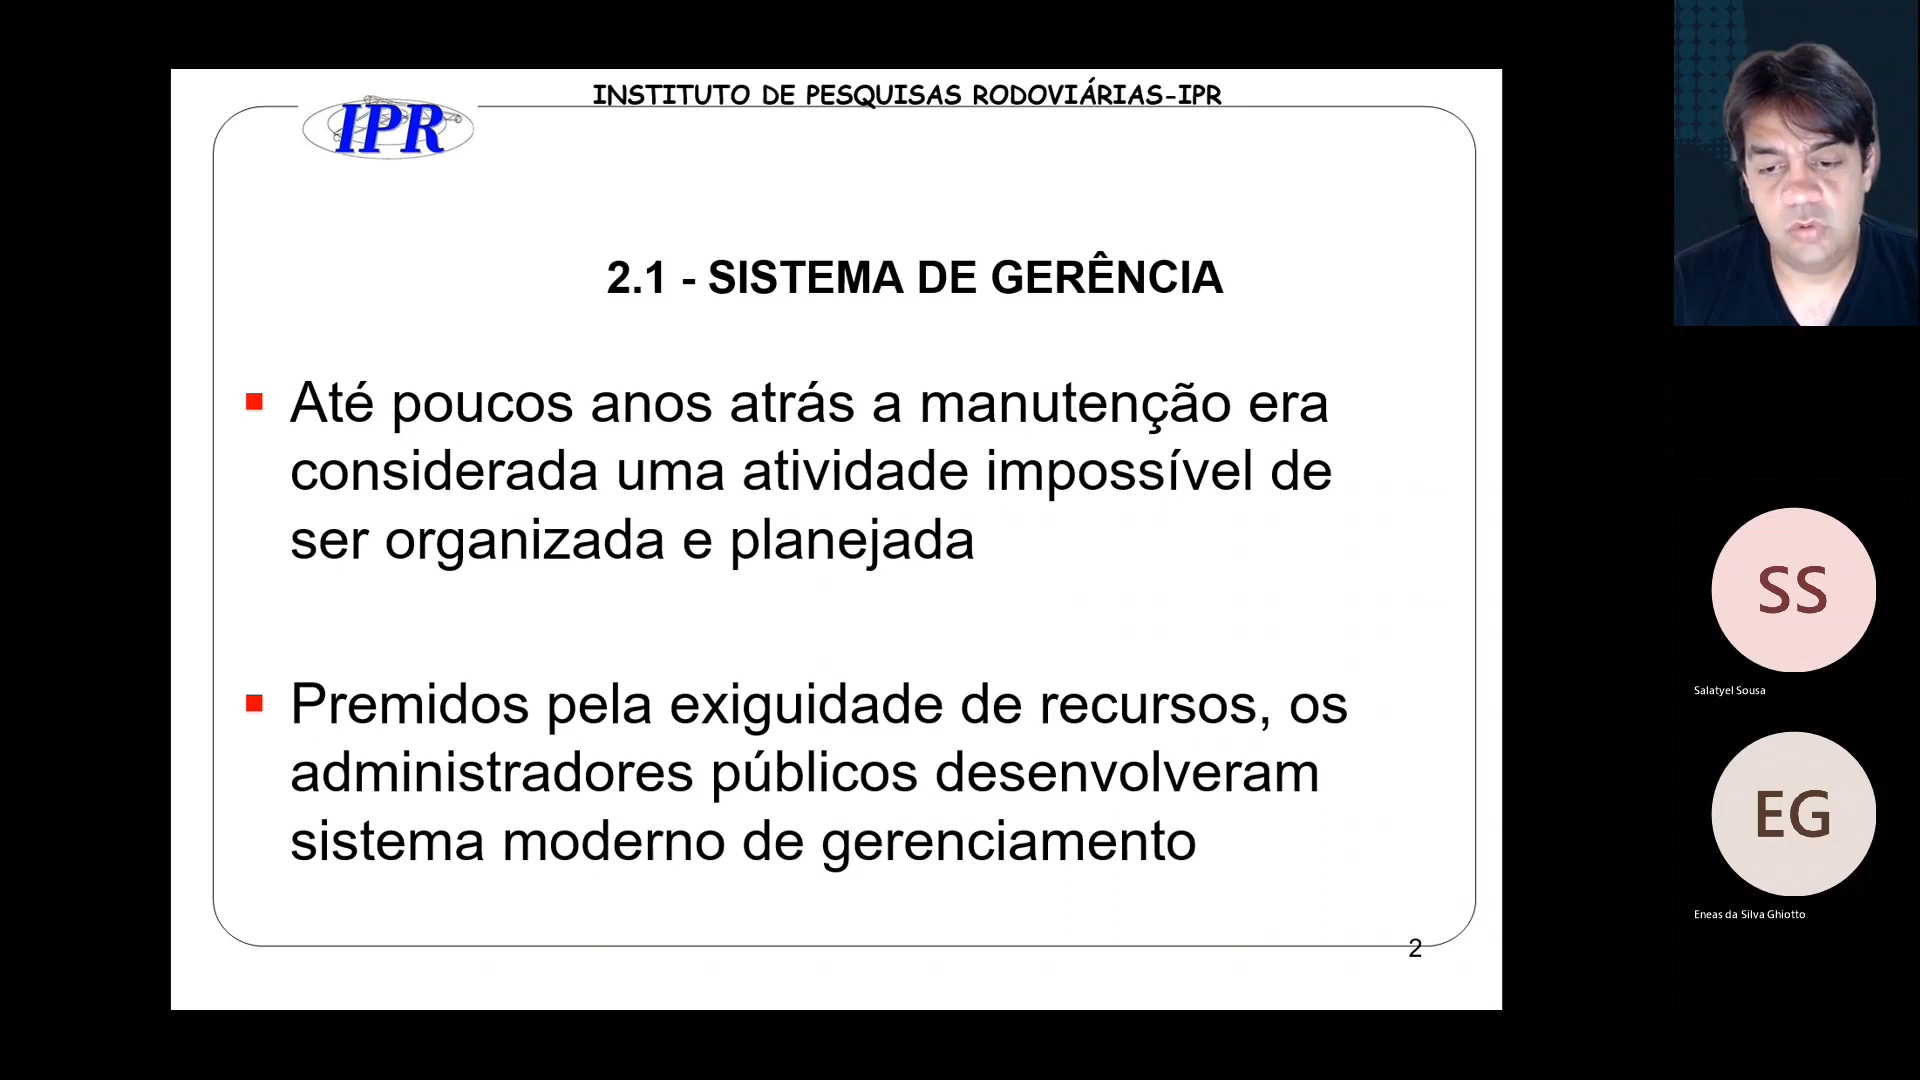 INSTITUTO DE PESQUISAS RODOVIÁRIAS-IPR
IPR
2.1 - SISTEMA DE GERÊNCIA
Até poucos anos atrás a manutenção era
considerada uma atividade impossível de
ser organizada e planejada
Premidos pela exiguidade de recursos, os
administradores públicos desenvolveram
sistema moderno de gerenciamento
2
SS
Salatyel Sousa
EG
Eneas da Silva Ghiotto